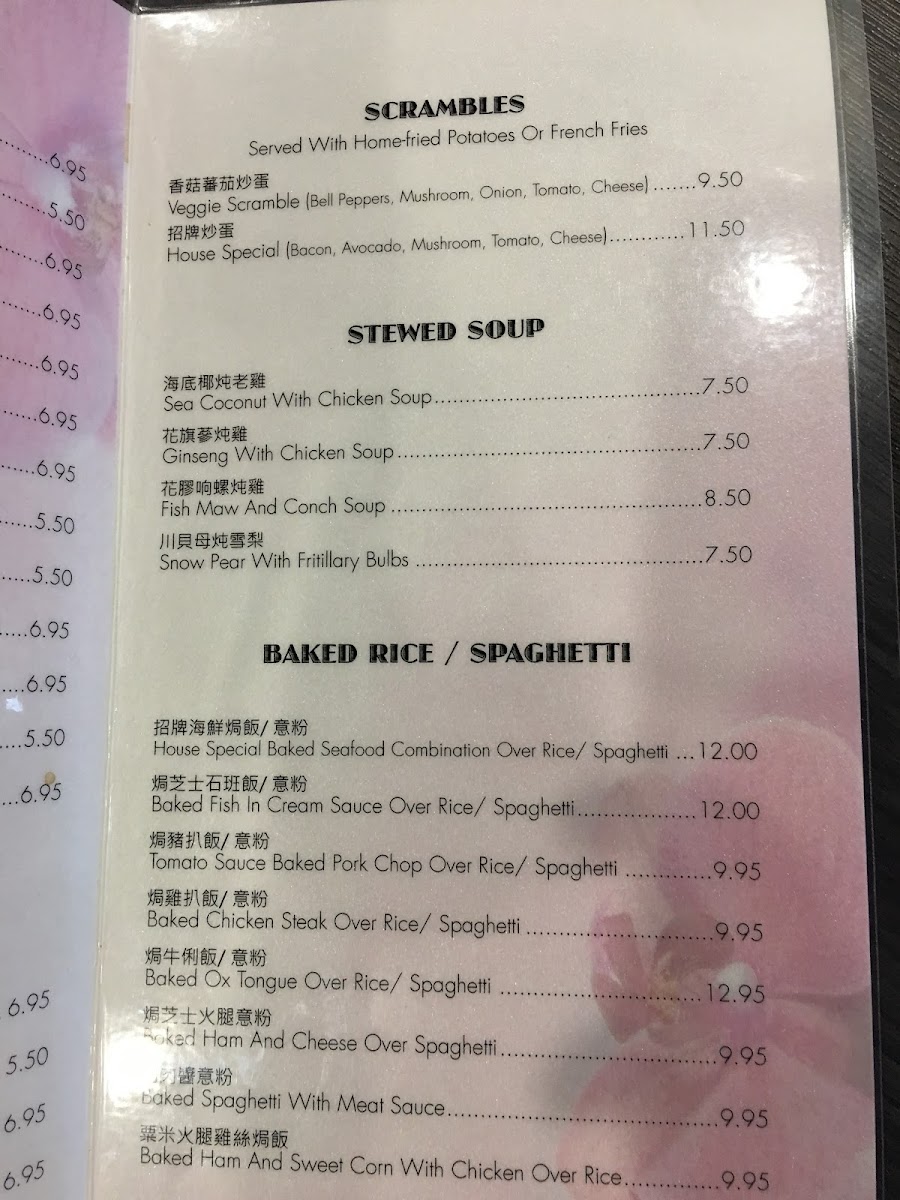 6.95
5.50
6.95
6.95
6.95
6.95
6.95
5.50
5.50
6.95
6.95
5.50
6.95
6.95
5.50
6.95
6.95
SCRAMBLES
Served With Home-fried Potatoes Or French Fries
香菇蕃茄炒蛋
Veggie Scramble (Bell Peppers, Mushroom, Onion, Tomato, Cheese).......9.50
招牌炒蛋
House Special (Bacon, Avocado, Mushroom, Tomato, Cheese)............11.50
STEWED SOUP
海底椰炖老雞
Sea Coconut With Chicken Soup.......................................7.50
花旗蔘炖雞
Ginseng With Chicken Soup............................................7.50
花膠响螺炖雞
Fish Maw And Conch Soup ............................................8.50
川貝母炖雪梨
Snow Pear With Fritillary Bulbs .........................................7.50
BAKED RICE / SPAGHETTI
招牌海鮮焗飯/ 意粉
House Special Baked Seafood Combination Over Rice/ Spaghetti ...12.00
焗芝士石班飯/ 意粉
Baked Fish In Cream Sauce Over Rice/ Spaghetti..................12.00
焗豬扒飯/ 意粉
Tomato Sauce Baked Pork Chop Over Rice/ Spaghetti .............9.95
焗雞扒飯/ 意粉
Baked Chicken Steak Over Rice/ Spaghetti ...........................9.95
焗牛脷飯/ 意粉
Baked Ox Tongue Over Rice/ Spaghetti ..............................12.95
焗芝士火腿意粉
Baked Ham And Cheese Over Spaghetti................................9.95
肉醬意粉
Baked Spaghetti With Meat Sauce.......................................9.95
粟米火腿雞絲焗飯
Baked Ham And Sweet Corn With Chicken Over Rice..............9.95